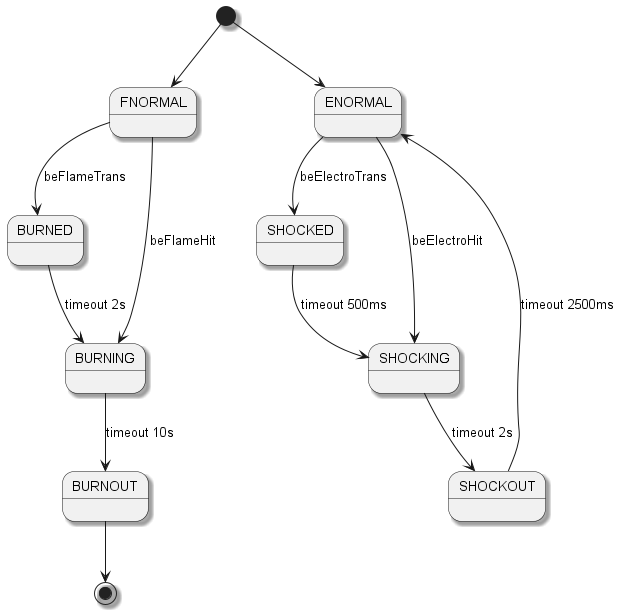 FNORMAL
ENORMAL
beFlameTrans
beElectroTrans
BURNED
SHOCKED
beFlameHit
beElectroHit
timeout 2s
timeout 500ms
timeout 2500ms
BURNING
SHOCKING
timeout 10s
timeout 2s
BURNOUT
SHOCKOUT